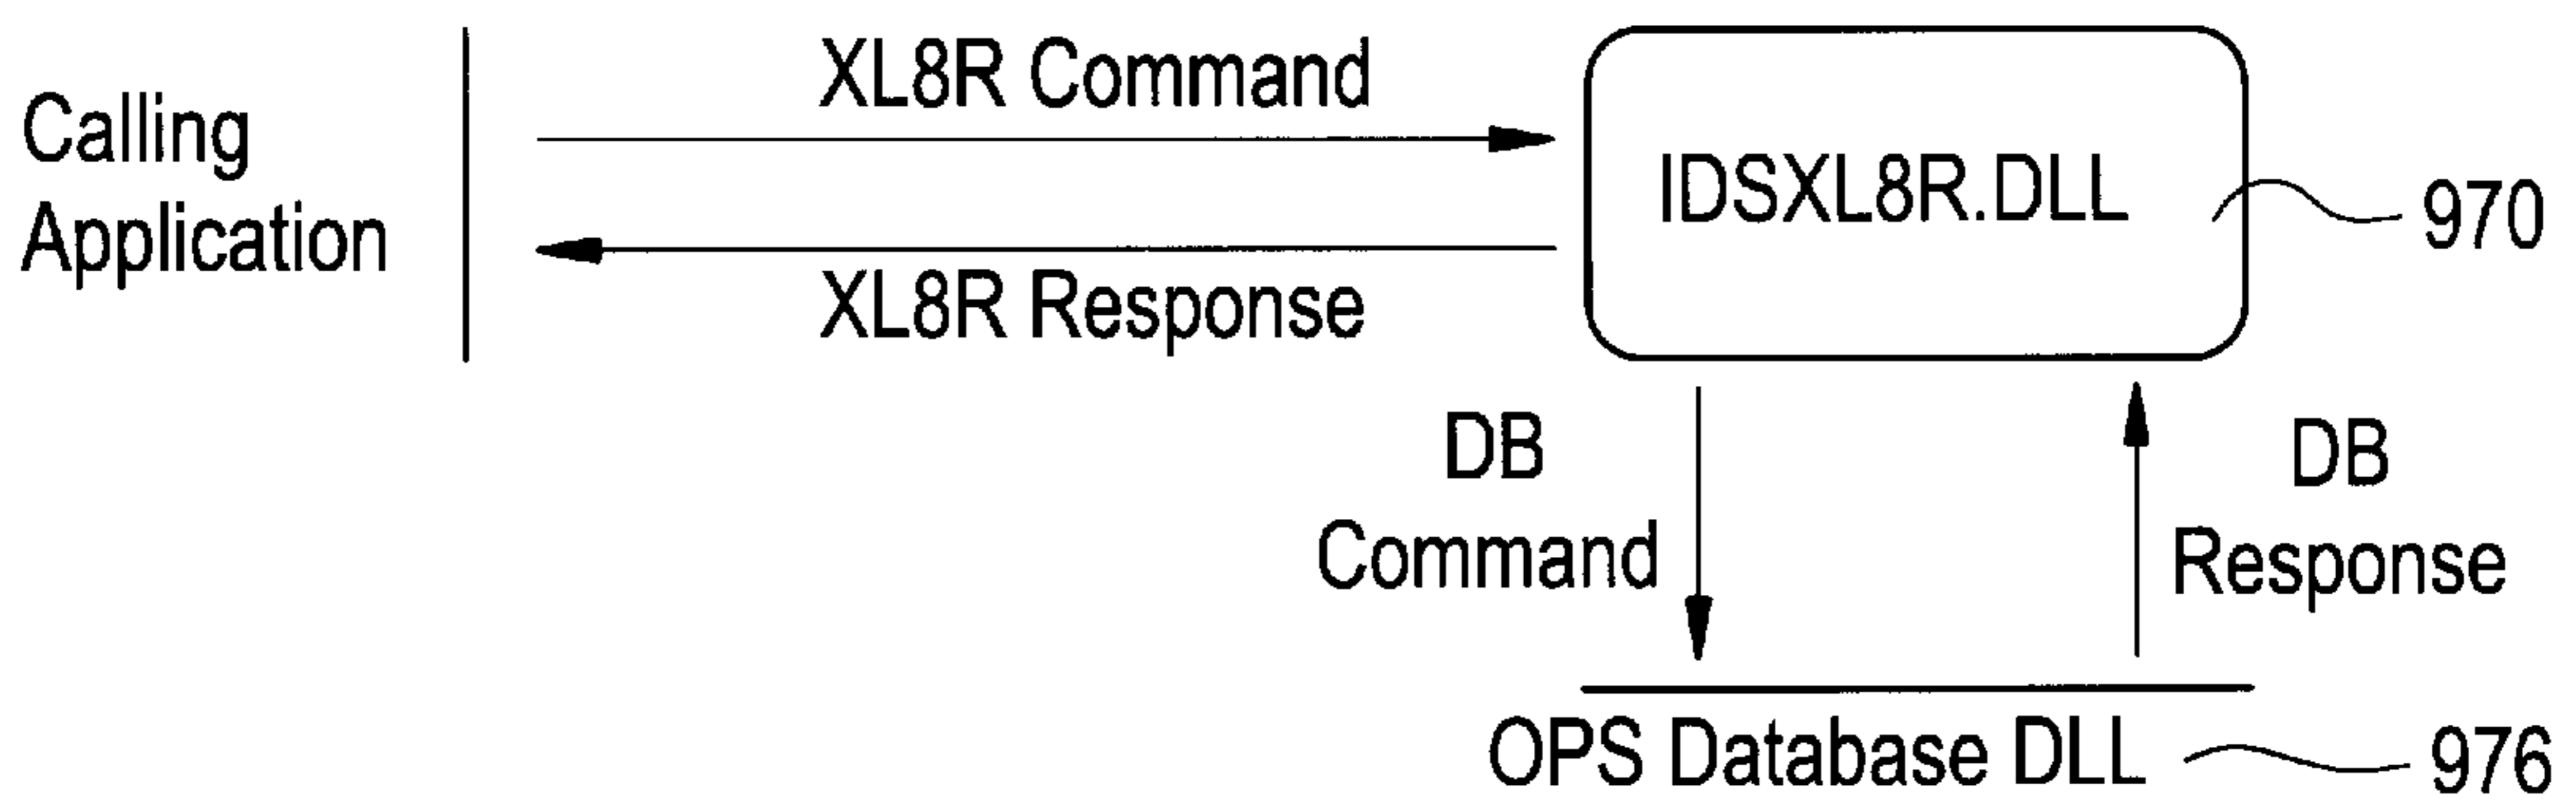 Calling
Application
XL8R Command
XL8R Response
IDSXL8R.DLL
970
DB
Command
DB
Response
OPS Database DLL
976